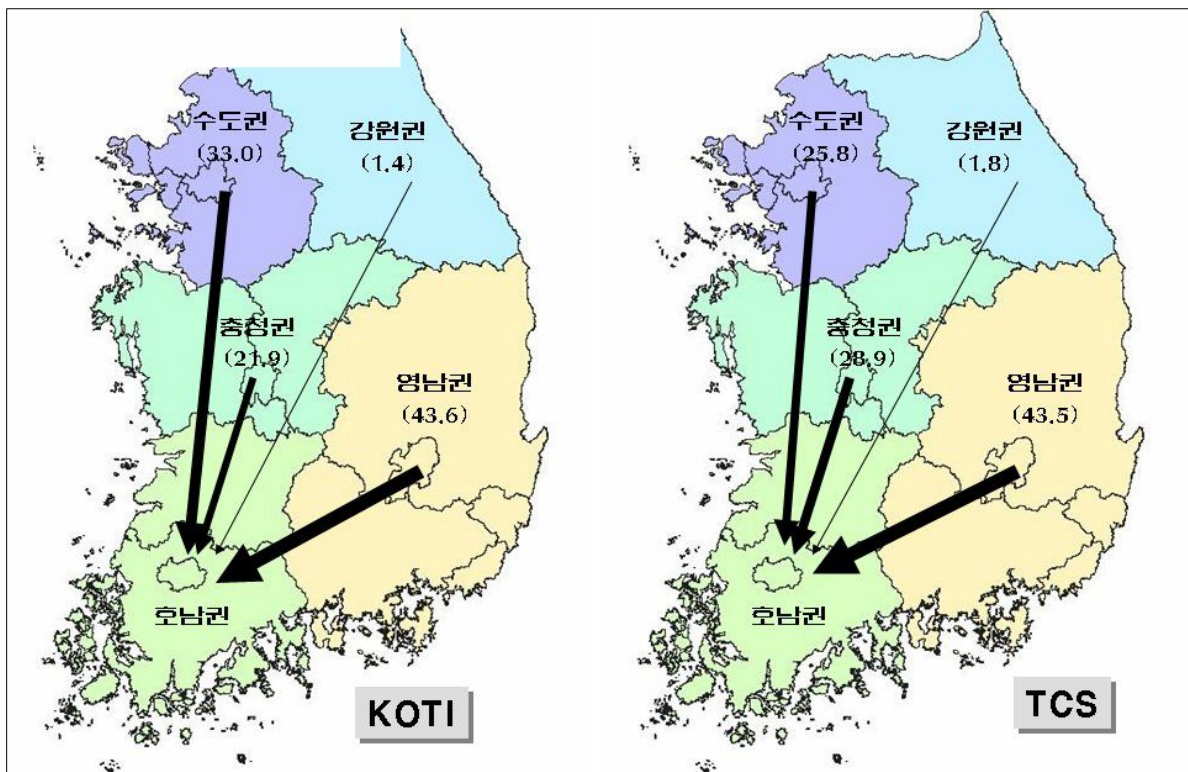 수도권
(33.0)
강원권
(1.4)
충청권
(21.9)
영남권
(43.6)
호남권
KOTI
수도권
(25.8)
강원권
(1.8)
충청권
(28.9)
영남권
(43.5)
호남권
TCS